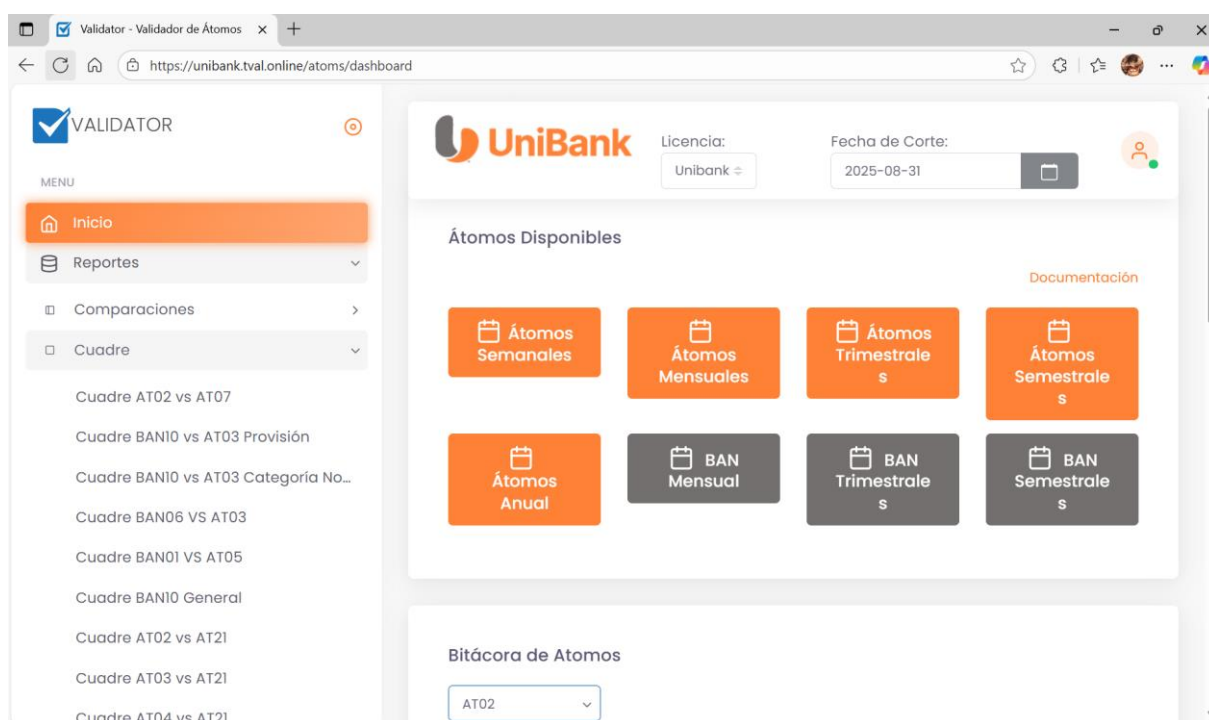 Validator - Validador de Átomos
https://unibank.tval.online/atoms/dashboard
VALIDATOR
MENU
Inicio
Reportes
Comparaciones
Cuadre
Cuadre AT02 vs AT07
Cuadre BAN10 vs AT03 Provisión
Cuadre BAN10 vs AT03 Categoría No...
Cuadre BAN06 VS AT03
Cuadre BAN01 VS AT05
Cuadre BAN10 General
Cuadre AT02 vs AT21
Cuadre AT03 vs AT21
Cuadre AT04 vs AT21
UniBank
Licencia:
Unibank
Fecha de Corte:
2025-08-31
Átomos Disponibles
Documentación
Átomos
Semanales
Átomos
Mensuales
Átomos
Trimestrale
s
Átomos
Semestrale
s
Átomos
Anual
BAN
Mensual
BAN
Trimestrale
s
BAN
Semestrale
s
Bitácora de Atomos
AT02